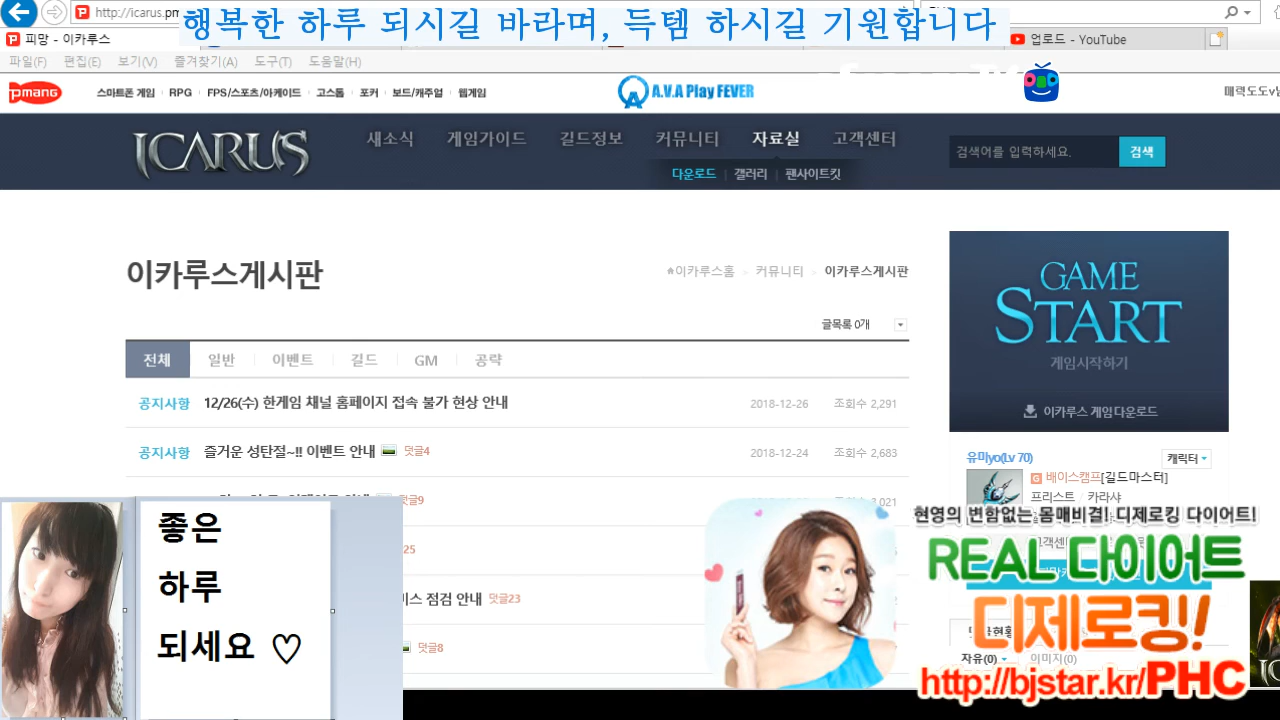 행복한 하루 되시길 바라며, 득템 하시길 기원합니다
http://icarus.pm
피망 - 이카루스
업로드 - YouTube
파일(F) 편집(E) 보기(V) 즐겨찾기(A) 도구(T) 도움말(H)
pmang 스마트폰 게임 RPG FPS/스포츠/아케이드 고스톱 포커 보드/캐주얼 웹게임
A.V.A Play FEVER
매력도도v
ICARUS 새소식 게임가이드 길드정보 커뮤니티 자료실 고객센터
검색어를 입력하세요. 검색
다운로드 갤러리 팬사이트킷
이카루스게시판
이카루스홈 > 커뮤니티 > 이카루스게시판
글목록 0개
전체 일반 이벤트 길드 GM 공략
공지사항 12/26(수) 한게임 채널 홈페이지 접속 불가 현상 안내 2018-12-26 조회수 2,291
공지사항 즐거운 성탄절~!! 이벤트 안내 덧글4 2018-12-24 조회수 2,683
덧글9
25
비스 점검 안내 덧글23
덧글8
GAME
START
게임시작하기
이카루스 게임다운로드
유미yo(Lv 70) 캐릭터
G 베이스캠프[길드마스터]
프리스트 / 카라샤
좋은
하루
되세요 ♡
현영의 변함없는 몸매비결! 디제로킹 다이어트!
REAL 다이어트
디제로킹!
자유(0) 이미지(0)
http://bjstar.kr/PHC